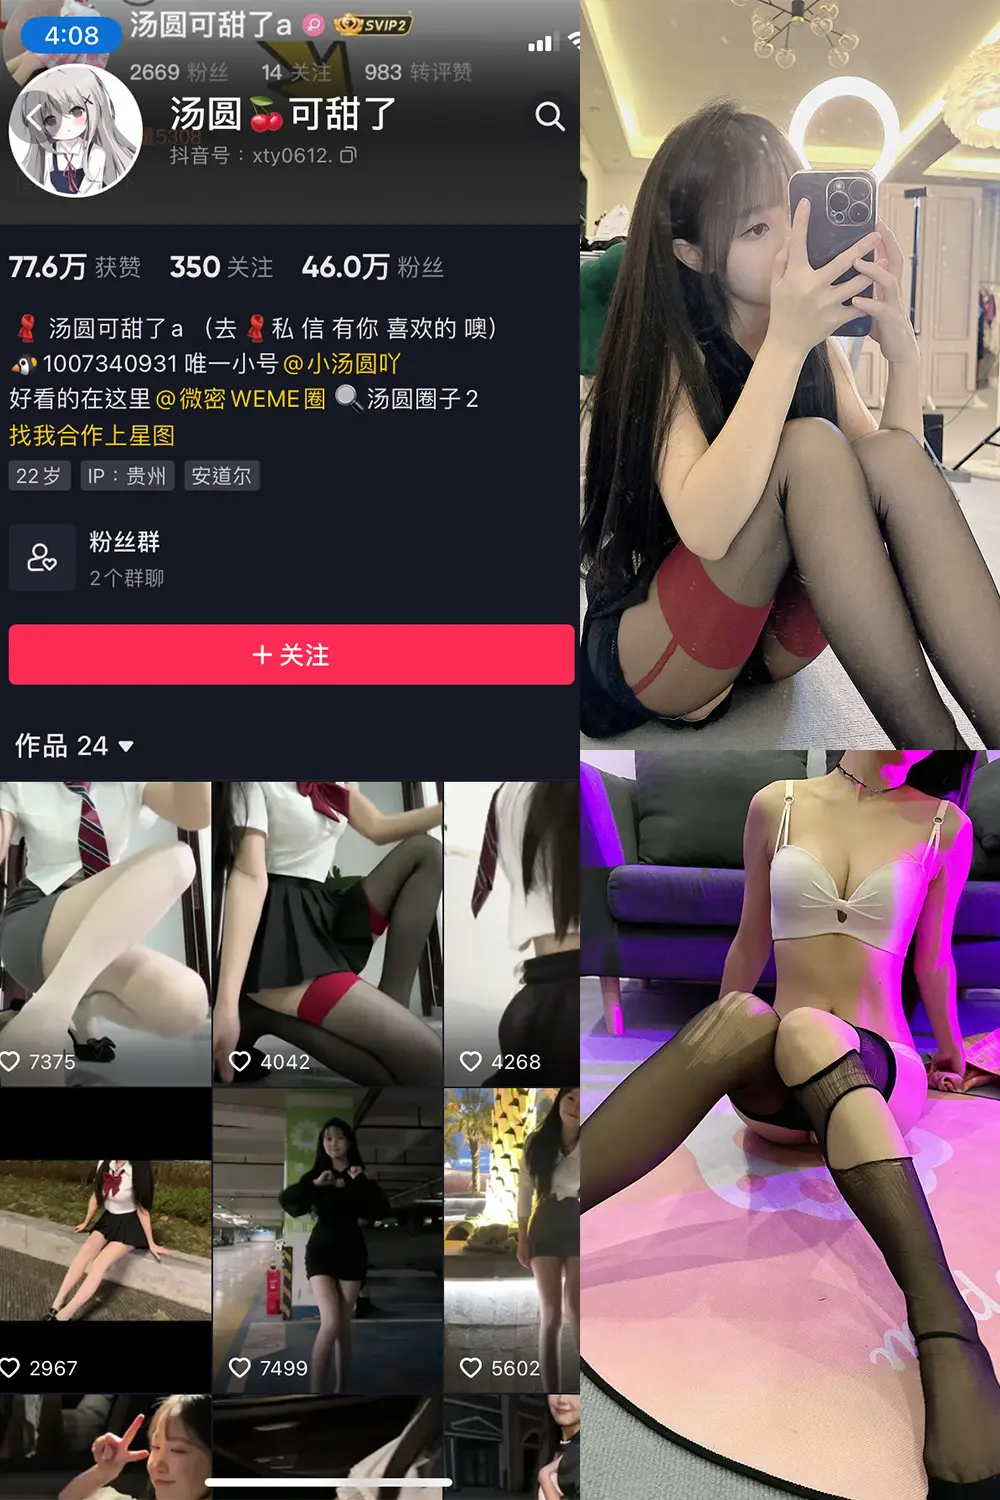 4:08
汤圆可甜了a SVIP2
2669 粉丝 14 关注 983 转评赞
汤圆🍒可甜了
5308
抖音号：xty0612.
77.6万 获赞 350 关注 46.0万 粉丝
汤圆可甜了a （去 私 信 有你 喜欢的 噢）
1007340931 唯一小号@小汤圆吖
好看的在这里@微密WEME圈 🔍汤圆圈子2
找我合作上星图
22岁 IP：贵州 安道尔
粉丝群
2个群聊
+ 关注
作品 24
7375 4042 4268
2967 7499 5602